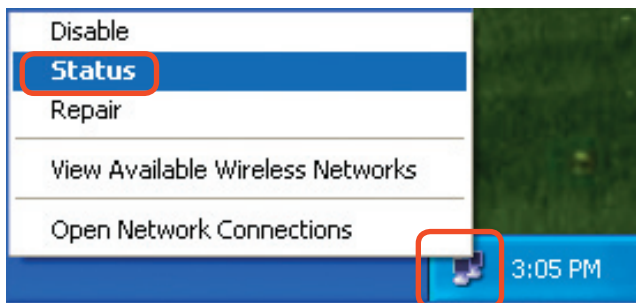 Disable
Status
Repair
View Available Wireless Networks
Open Network Connections
3:05 PM